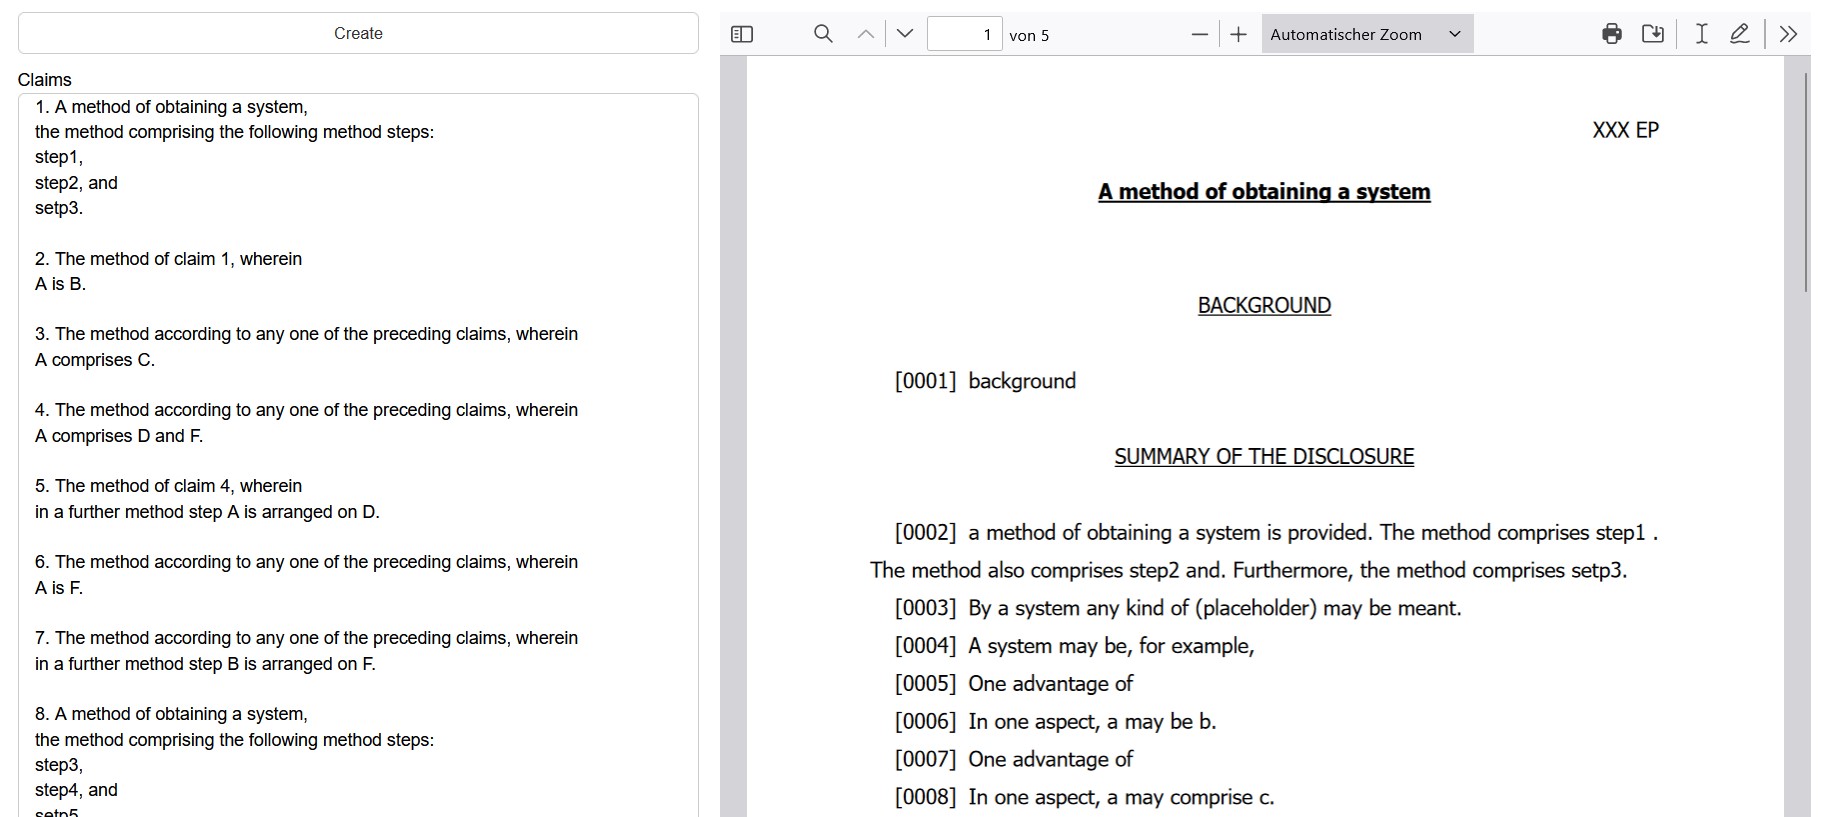 Create
Claims
1. A method of obtaining a system,
the method comprising the following method steps:
step1,
step2, and
setp3.
2. The method of claim 1, wherein
A is B.
3. The method according to any one of the preceding claims, wherein
A comprises C.
4. The method according to any one of the preceding claims, wherein
A comprises D and F.
5. The method of claim 4, wherein
in a further method step A is arranged on D.
6. The method according to any one of the preceding claims, wherein
A is F.
7. The method according to any one of the preceding claims, wherein
in a further method step B is arranged on F.
8. A method of obtaining a system,
the method comprising the following method steps:
step3,
step4, and
setp5
1 von 5
Automatischer Zoom
XXX EP
A method of obtaining a system
BACKGROUND
[0001] background
SUMMARY OF THE DISCLOSURE
[0002] a method of obtaining a system is provided. The method comprises step1 .
The method also comprises step2 and. Furthermore, the method comprises setp3.
[0003] By a system any kind of (placeholder) may be meant.
[0004] A system may be, for example,
[0005] One advantage of
[0006] In one aspect, a may be b.
[0007] One advantage of
[0008] In one aspect, a may comprise c.